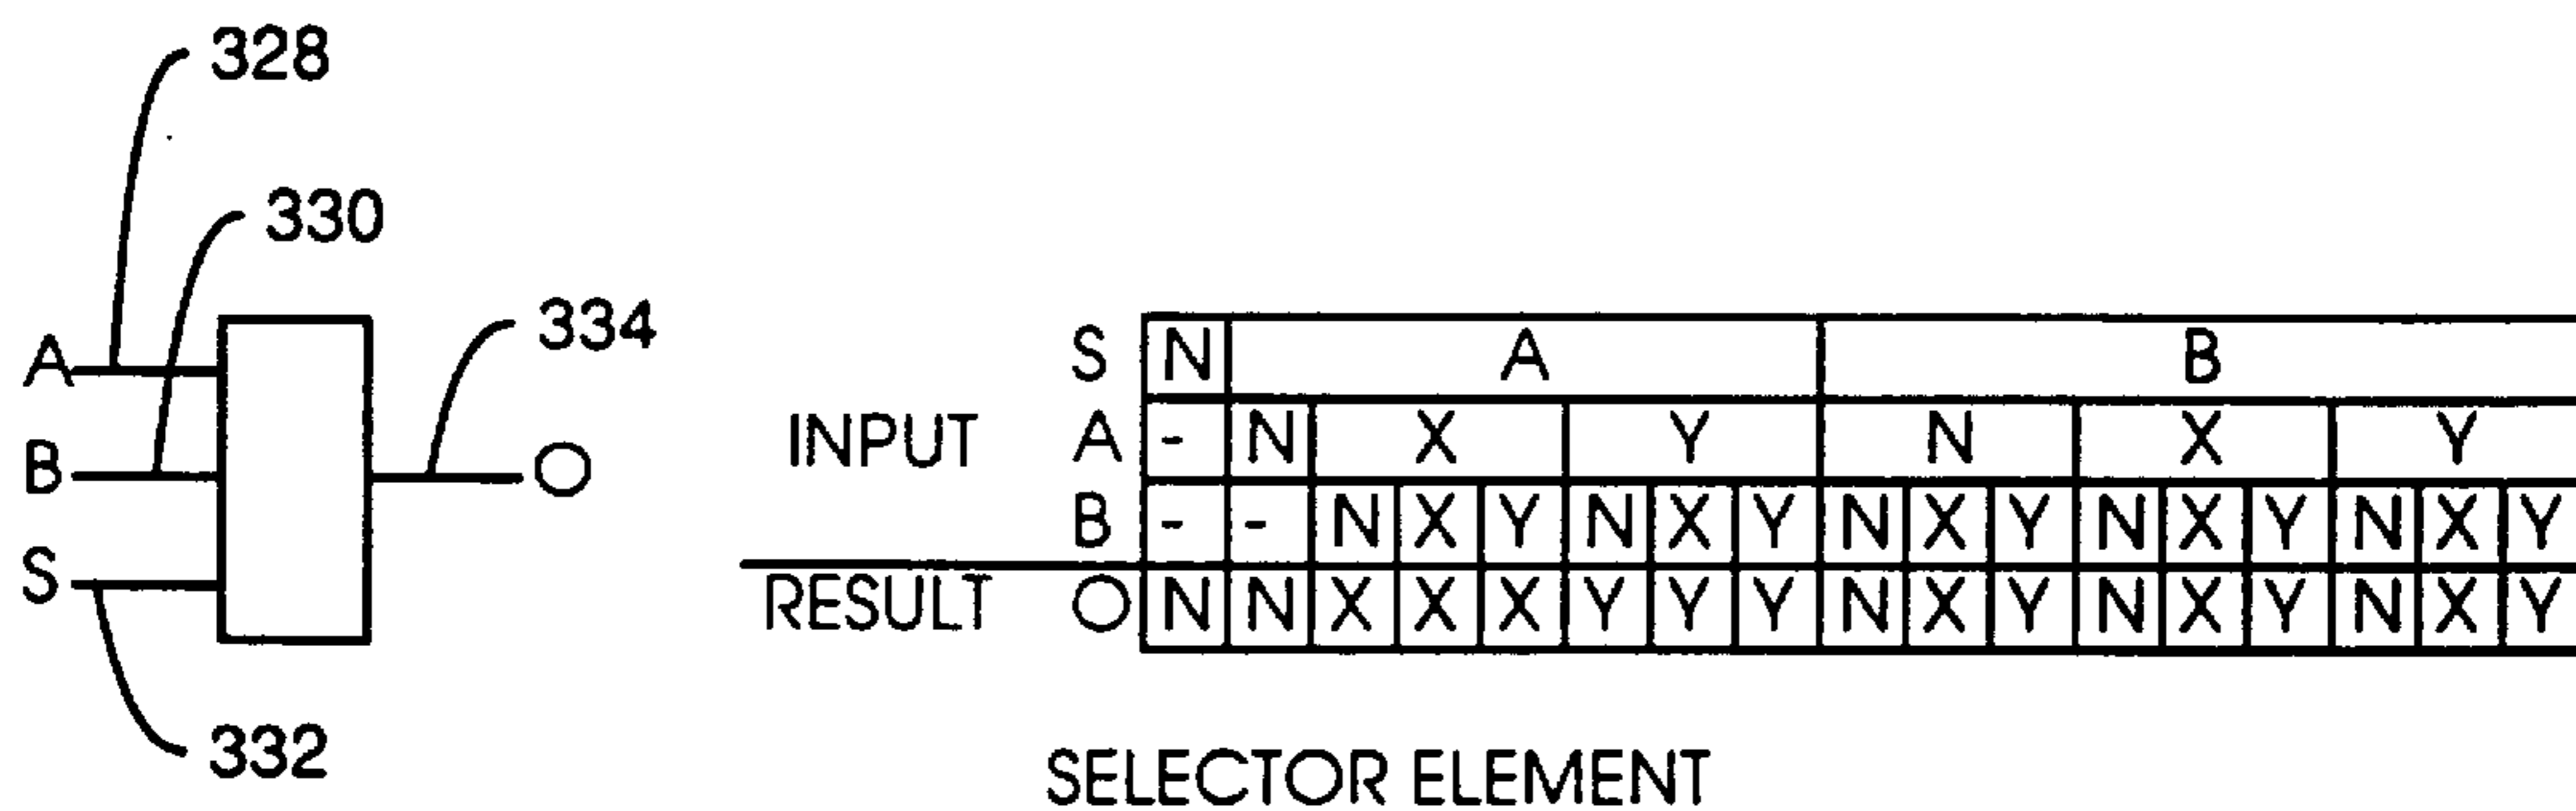 328
330
334
A
B
S
O
332
S N A B
INPUT A - N X Y N X Y
B - - N X Y N X Y N X Y N X Y N X Y
RESULT O N N X X X Y Y Y N X Y N X Y N X Y
SELECTOR ELEMENT